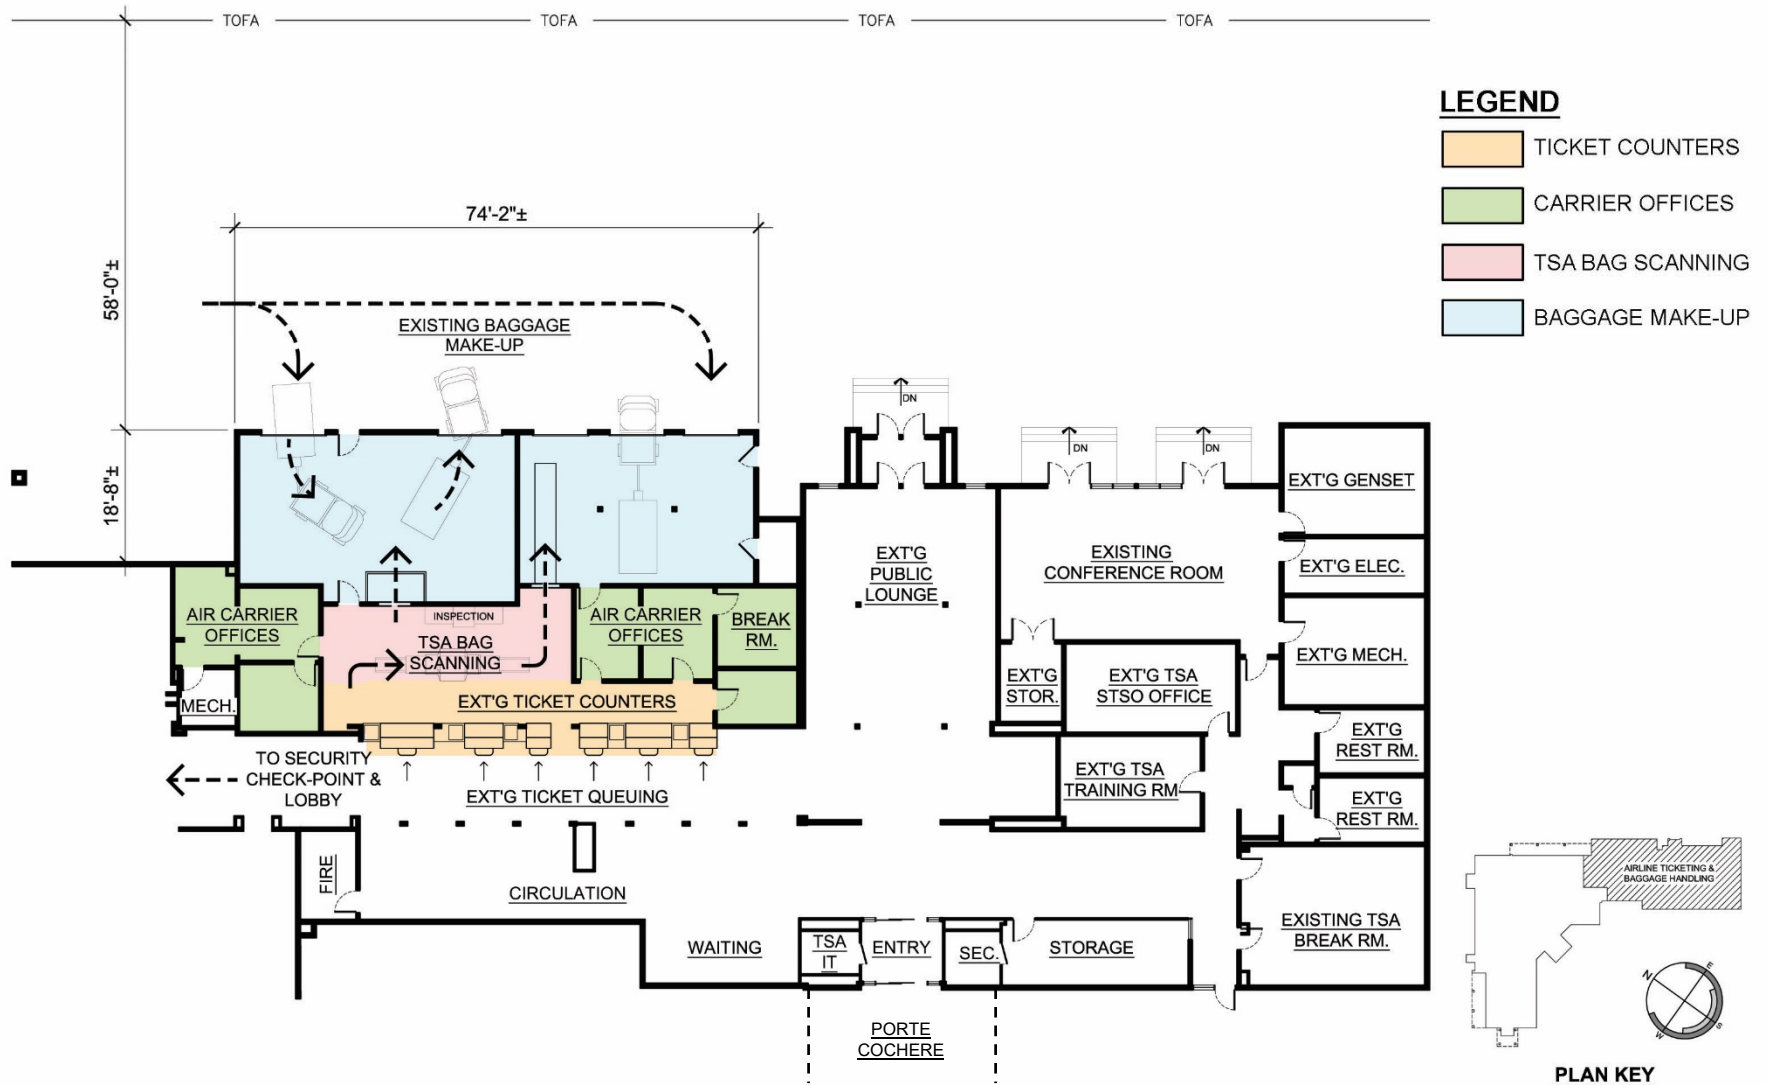 TOFA
TOFA
TOFA
TOFA
LEGEND
TICKET COUNTERS
CARRIER OFFICES
TSA BAG SCANNING
BAGGAGE MAKE-UP
74'-2"±
58'-0"±
EXISTING BAGGAGE
MAKE-UP
18'-8"±
DN
DN
DN
EXT'G GENSET
EXT'G
PUBLIC
LOUNGE
EXISTING
CONFERENCE ROOM
EXT'G ELEC.
AIR CARRIER
OFFICES
INSPECTION
TSA BAG
SCANNING
AIR CARRIER
OFFICES
BREAK
RM.
EXT'G MECH.
EXT'G
STOR.
EXT'G TSA
STSO OFFICE
MECH.
EXT'G TICKET COUNTERS
EXT'G
REST RM.
TO SECURITY
CHECK-POINT &
LOBBY
EXT'G TICKET QUEUING
EXT'G TSA
TRAINING RM
EXT'G
REST RM.
FIRE
CIRCULATION
WAITING
TSA
IT
ENTRY
SEC.
STORAGE
EXISTING TSA
BREAK RM.
PORTE
COCHERE
AIRLINE TICKETING &
BAGGAGE HANDLING
N
E
S
W
PLAN KEY